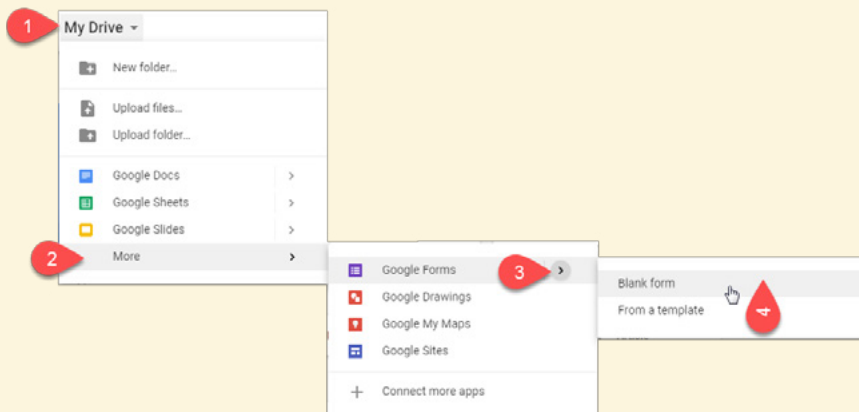 1
My Drive
New folder...
Upload files...
Upload folder...
Google Docs
Google Sheets
Google Slides
2
More
Google Forms
3
Google Drawings
Google My Maps
Google Sites
Connect more apps
Blank form
4
From a template